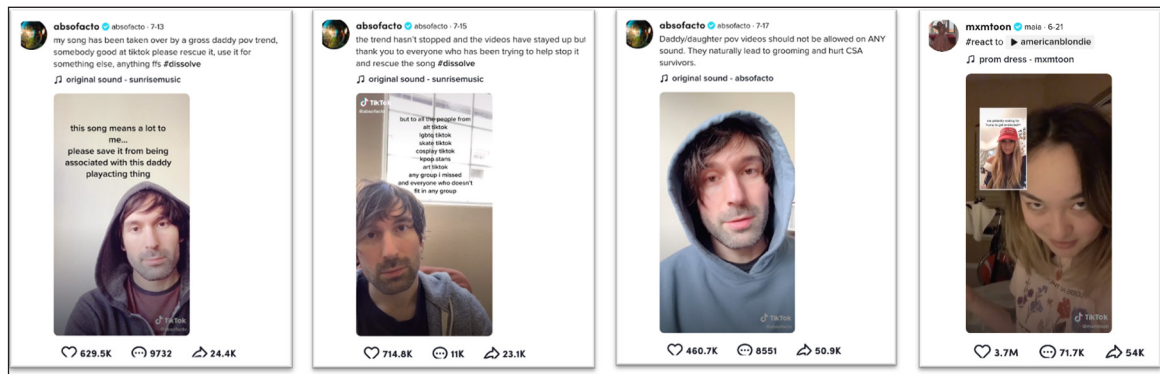 absofacto absofacto · 7-13
my song has been taken over by a gross daddy pov trend,
somebody good at tiktok please rescue it, use it for
something else, anything ffs #dissolve
original sound - sunrisemusic
this song means a lot to
me...
please save it from being
associated with this daddy
playacting thing
TikTok
629.5K 9732 24.4K
absofacto absofacto · 7-15
the trend hasn't stopped and the videos have stayed up but
thank you to everyone who has been trying to help stop it
and rescue the song #dissolve
original sound - sunrisemusic
TikTok
but to all the people from
alt tiktok
lgbtq tiktok
skate tiktok
cosplay tiktok
kpop stans
art tiktok
any group i missed
and everyone who doesn't
fit in any group
714.8K 11K 23.1K
absofacto absofacto · 7-17
Daddy/daughter pov videos should not be allowed on ANY
sound. They naturally lead to grooming and hurt CSA
survivors.
original sound - absofacto
TikTok
460.7K 8551 50.9K
mxmtoon maia · 6-21
#react to americanblondie
prom dress - mxmtoon
TikTok
3.7M 71.7K 54K